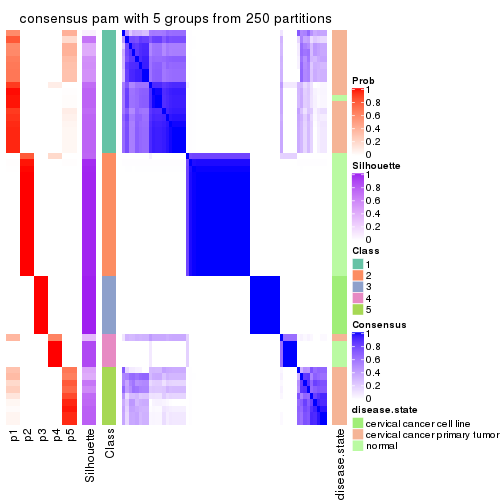 consensus pam with 5 groups from 250 partitions
Prob
1
0.8
0.6
0.4
0.2
0
Silhouette
1
0.8
0.6
0.4
0.2
0
Class
1
2
3
4
5
Consensus
1
0.8
0.6
0.4
0.2
0
disease.state
cervical cancer cell line
cervical cancer primary tumor
normal
p1
p2
p3
p4
p5
Silhouette
Class
disease.state